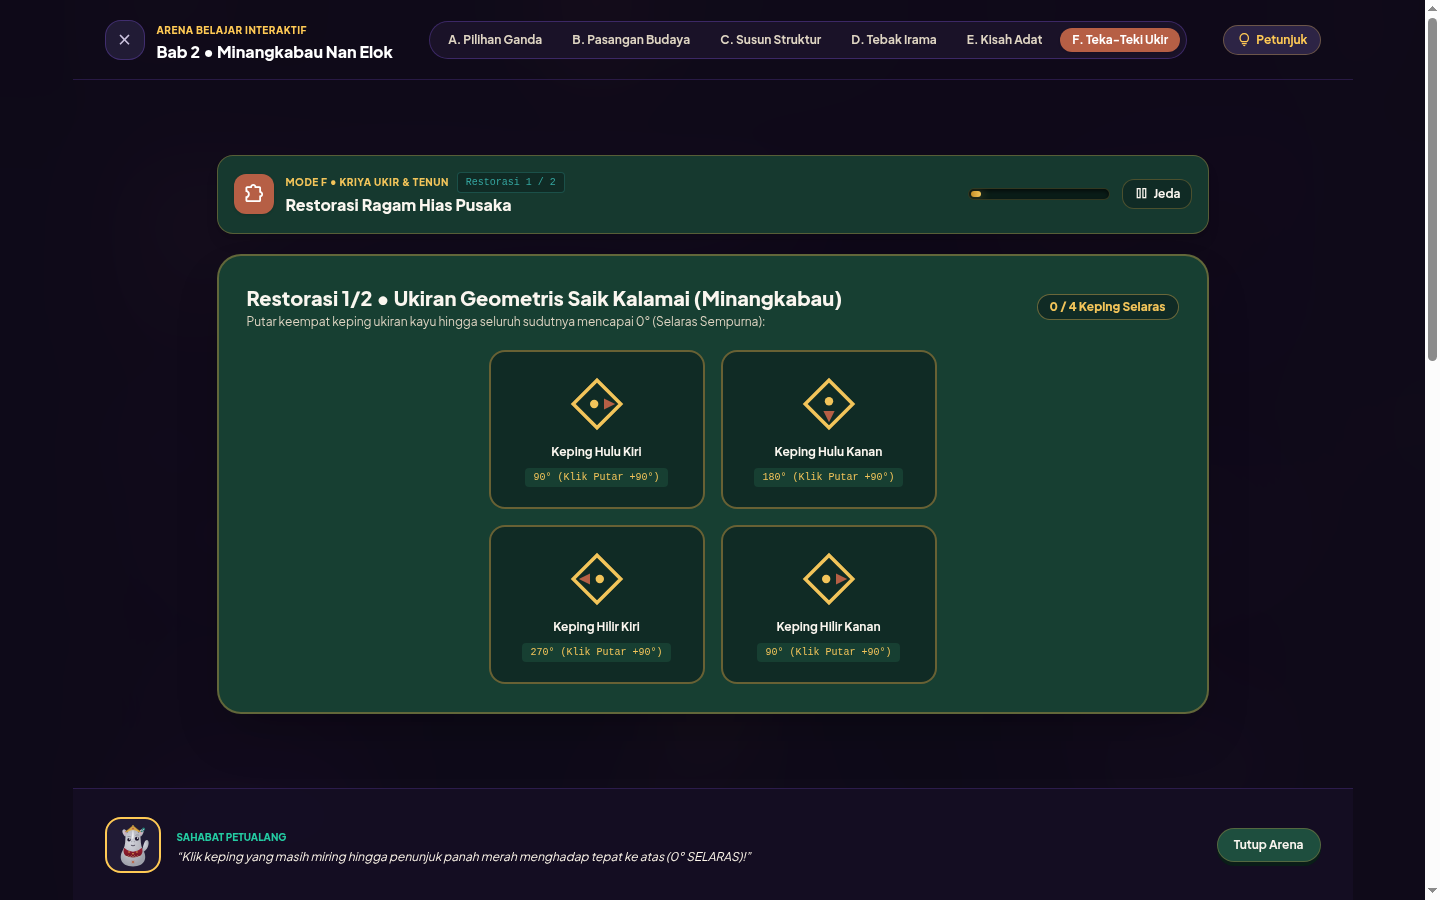 ARENA BELAJAR INTERAKTIF
Bab 2 • Minangkabau Nan Elok
A. Pilihan Ganda
B. Pasangan Budaya
C. Susun Struktur
D. Tebak Irama
E. Kisah Adat
F. Teka-Teki Ukir
Petunjuk
MODE F • KRIYA UKIR & TENUN
Restorasi 1 / 2
Restorasi Ragam Hias Pusaka
Jeda
Restorasi 1/2 • Ukiran Geometris Saik Kalamai (Minangkabau)
Putar keempat keping ukiran kayu hingga seluruh sudutnya mencapai 0° (Selaras Sempurna):
0 / 4 Keping Selaras
Keping Hulu Kiri
90° (Klik Putar +90°)
Keping Hulu Kanan
180° (Klik Putar +90°)
Keping Hilir Kiri
270° (Klik Putar +90°)
Keping Hilir Kanan
90° (Klik Putar +90°)
SAHABAT PETUALANG
"Klik keping yang masih miring hingga penunjuk panah merah menghadap tepat ke atas (0° SELARAS)!"
Tutup Arena